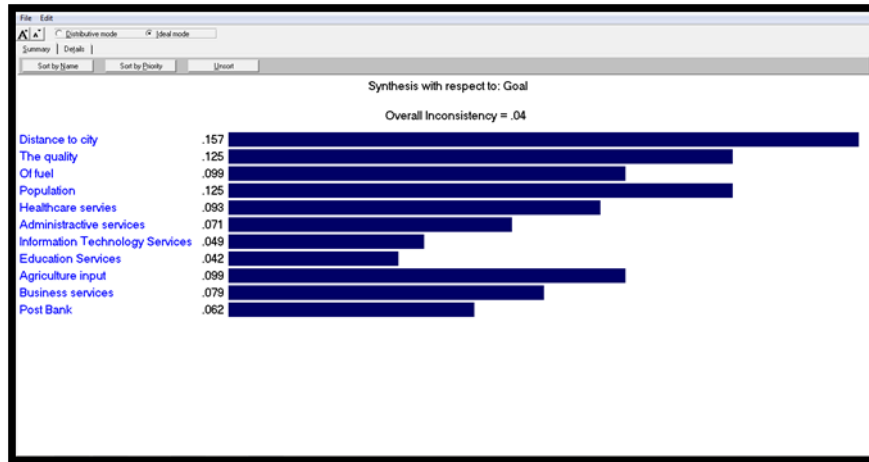 File Edit
A A Distributive mode Ideal mode
Summary Details
Sort by Name Sort by Priority Unsort
Synthesis with respect to: Goal
Overall Inconsistency = .04
Distance to city .157
The quality .125
Of fuel .099
Population .125
Healthcare servies .093
Administractive services .071
Information Technology Services .049
Education Services .042
Agriculture input .099
Business services .079
Post Bank .062